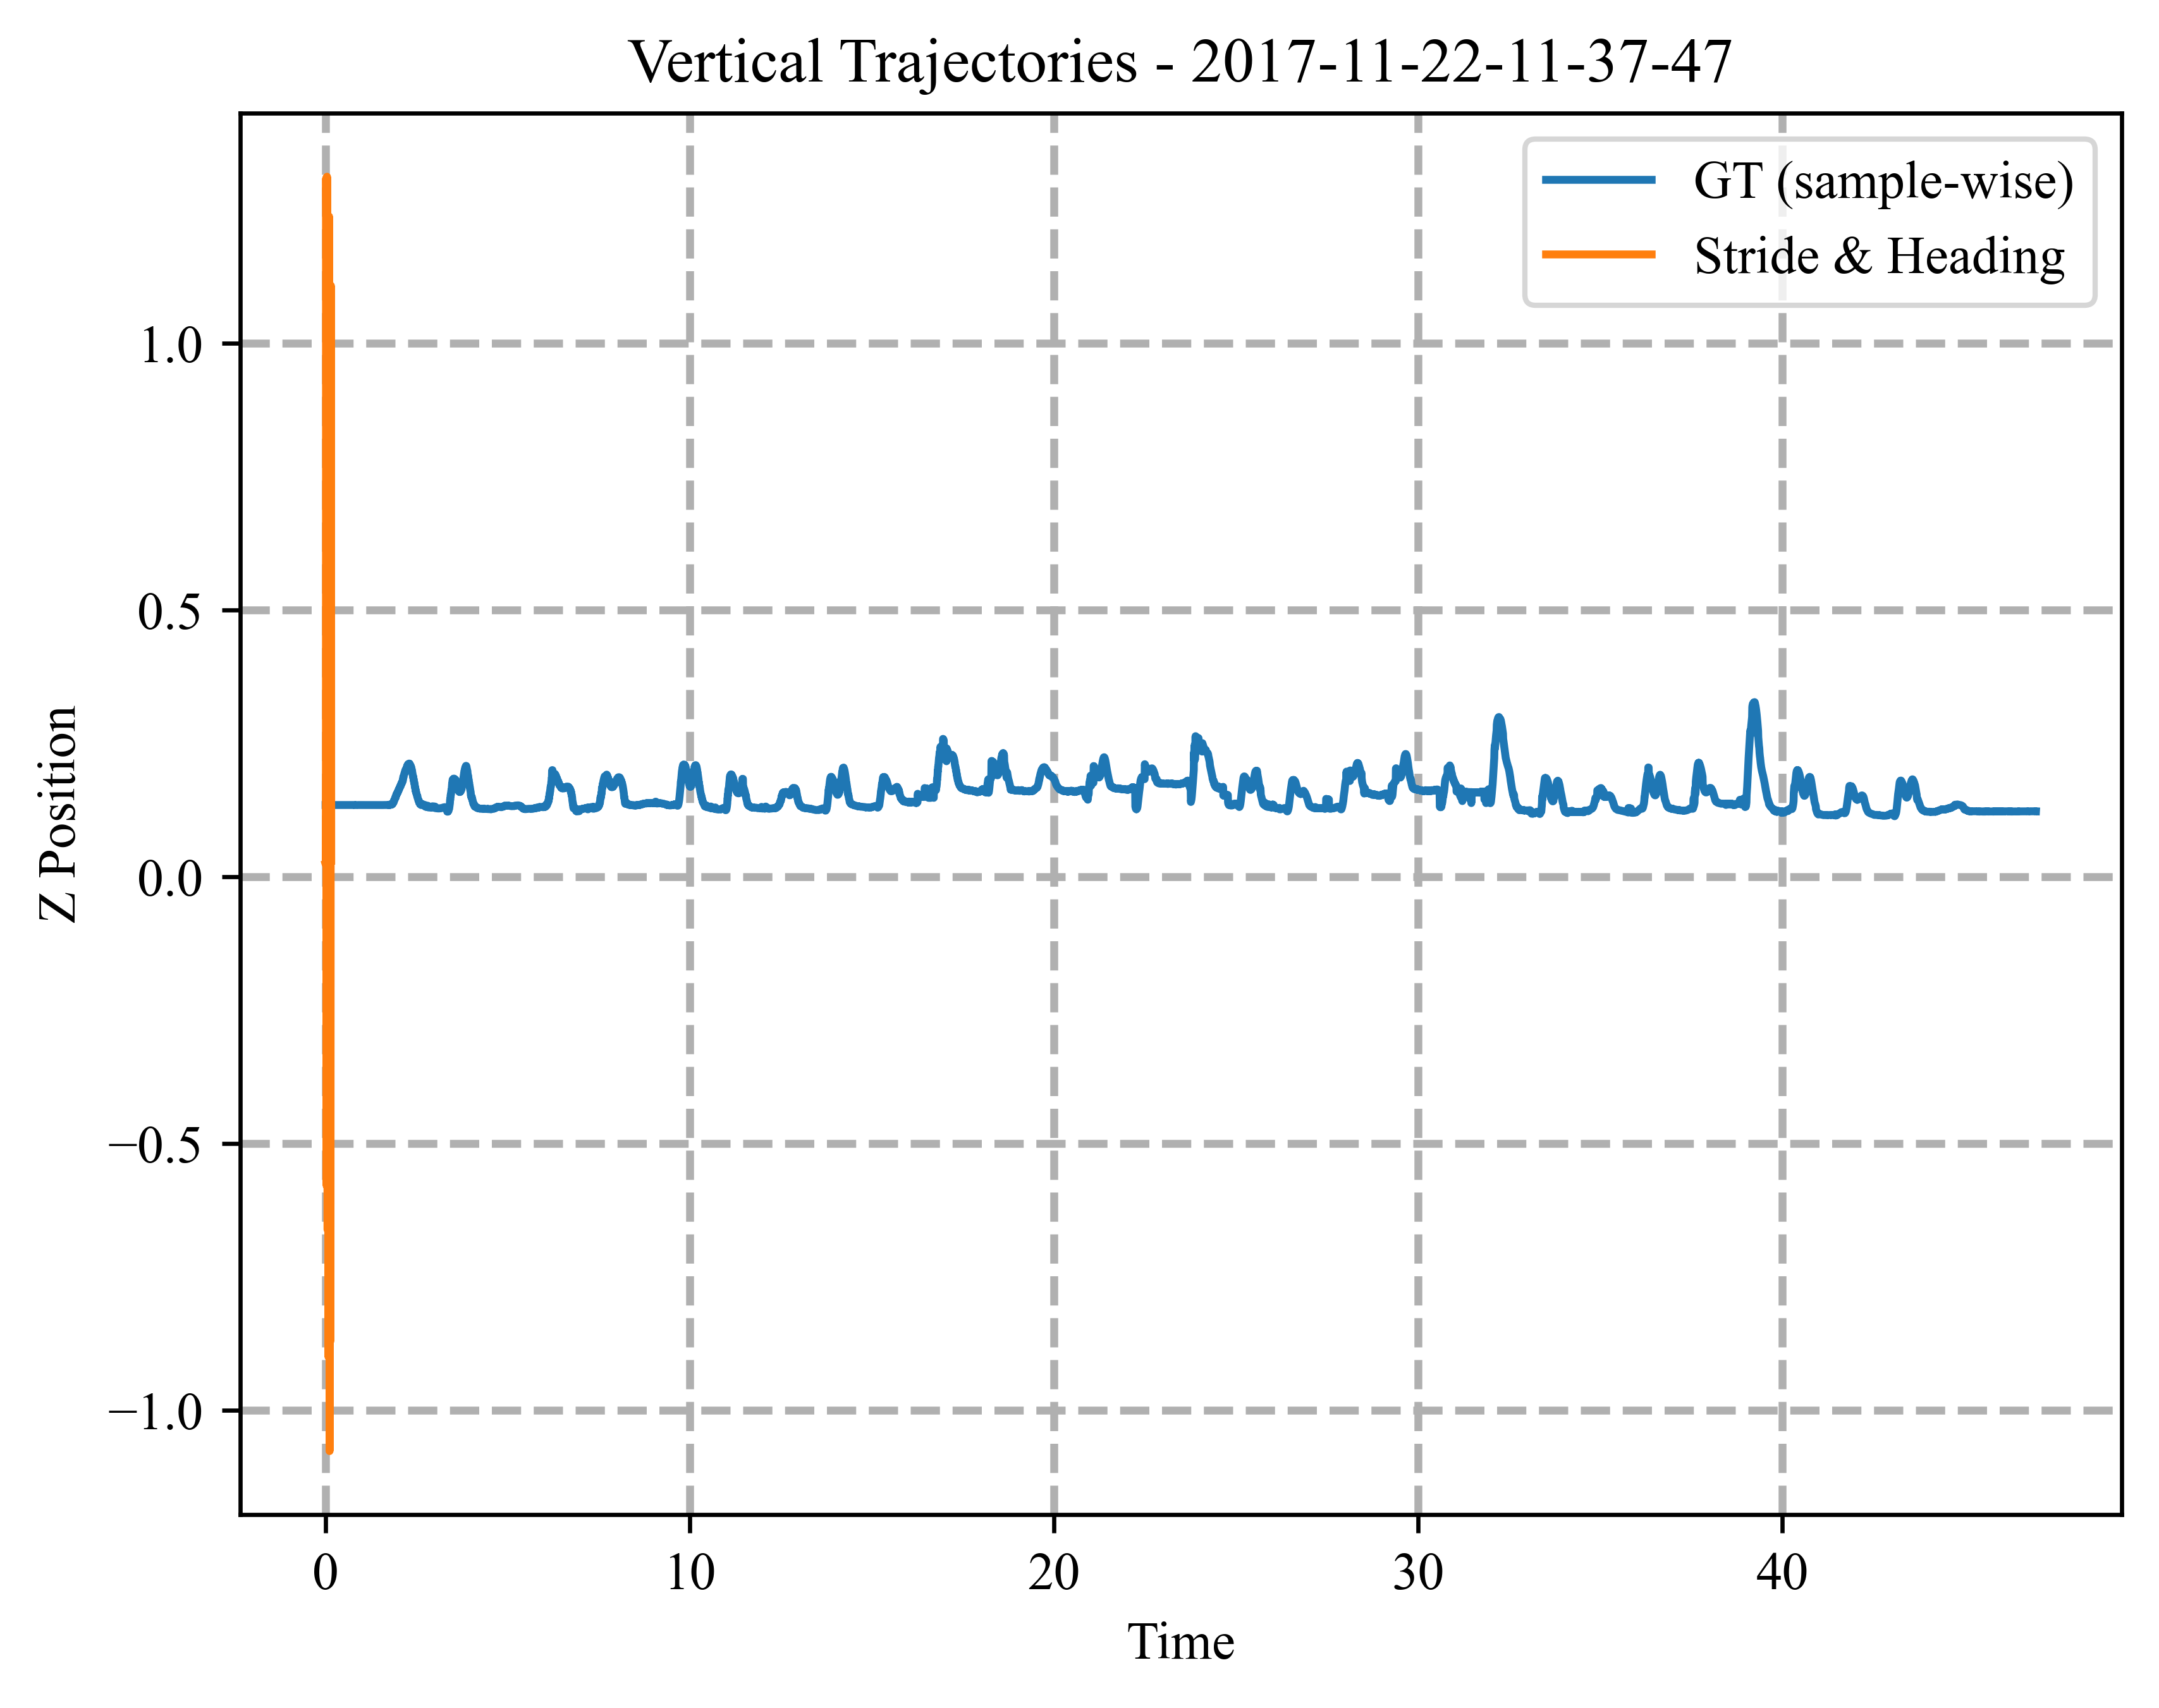 Vertical Trajectories - 2017-11-22-11-37-47
GT (sample-wise)
Stride & Heading
1.0
0.5
0.0
−0.5
−1.0
Z Position
0 10 20 30 40
Time